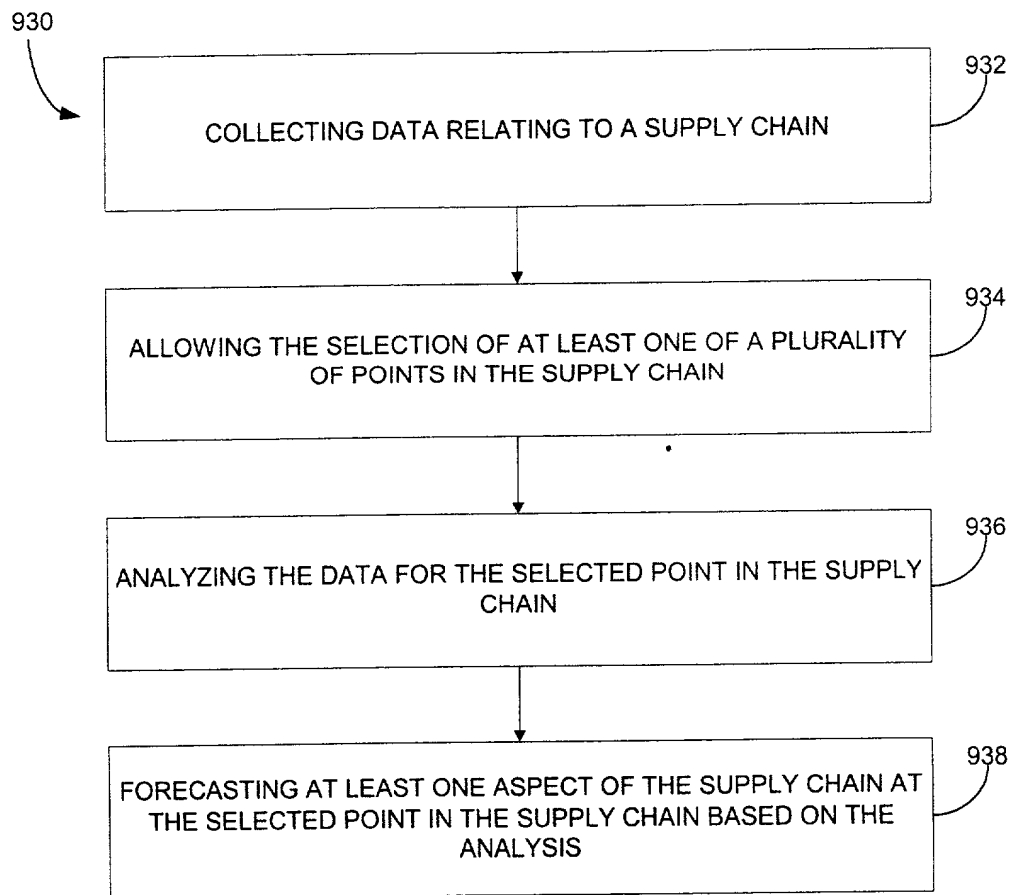 930
932
COLLECTING DATA RELATING TO A SUPPLY CHAIN
934
ALLOWING THE SELECTION OF AT LEAST ONE OF A PLURALITY
OF POINTS IN THE SUPPLY CHAIN
936
ANALYZING THE DATA FOR THE SELECTED POINT IN THE SUPPLY
CHAIN
938
FORECASTING AT LEAST ONE ASPECT OF THE SUPPLY CHAIN AT
THE SELECTED POINT IN THE SUPPLY CHAIN BASED ON THE
ANALYSIS